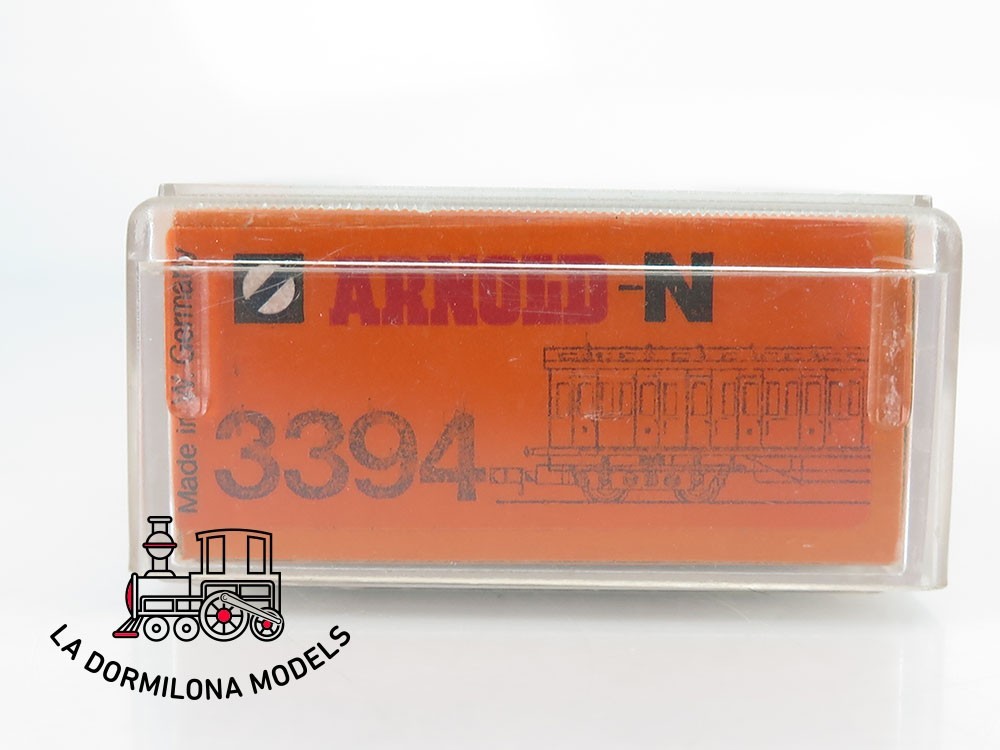 ARNOLD-N
3394
Made in W. Germany
LA DORMILONA MODELS